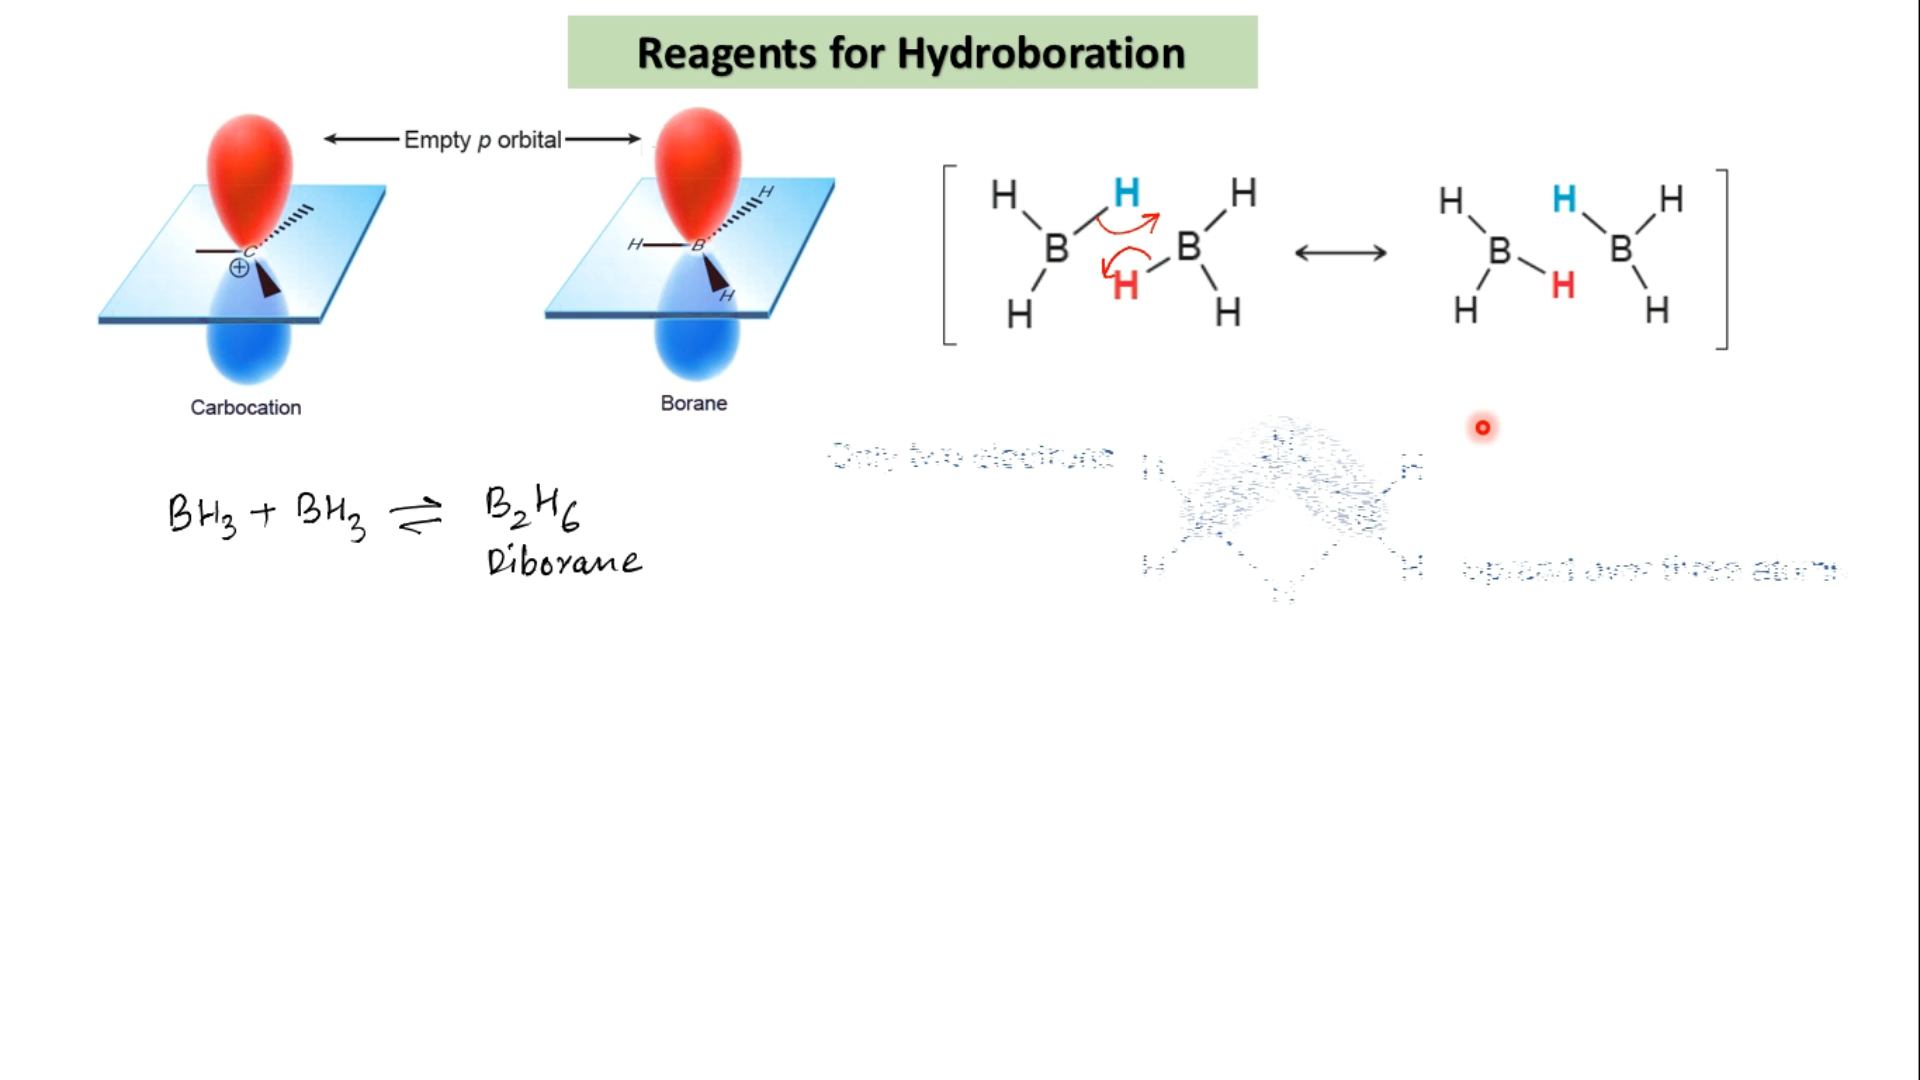 Reagents for Hydroboration
Empty p orbital
C
⊕
H
B
H
H
Carbocation
Borane
H H H
B B
H
H H
H H H
B B
H
H H
H H
BH₃ + BH₃ ⇌ B₂H₆
Diborane
H H